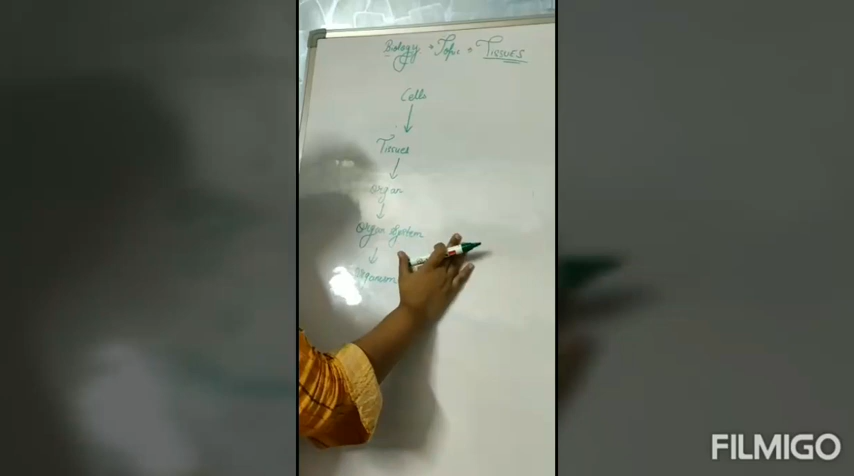 Biology → Topic = Tissues
Cells
Tissues
Organ
Organ System
Organism
FILMIGO